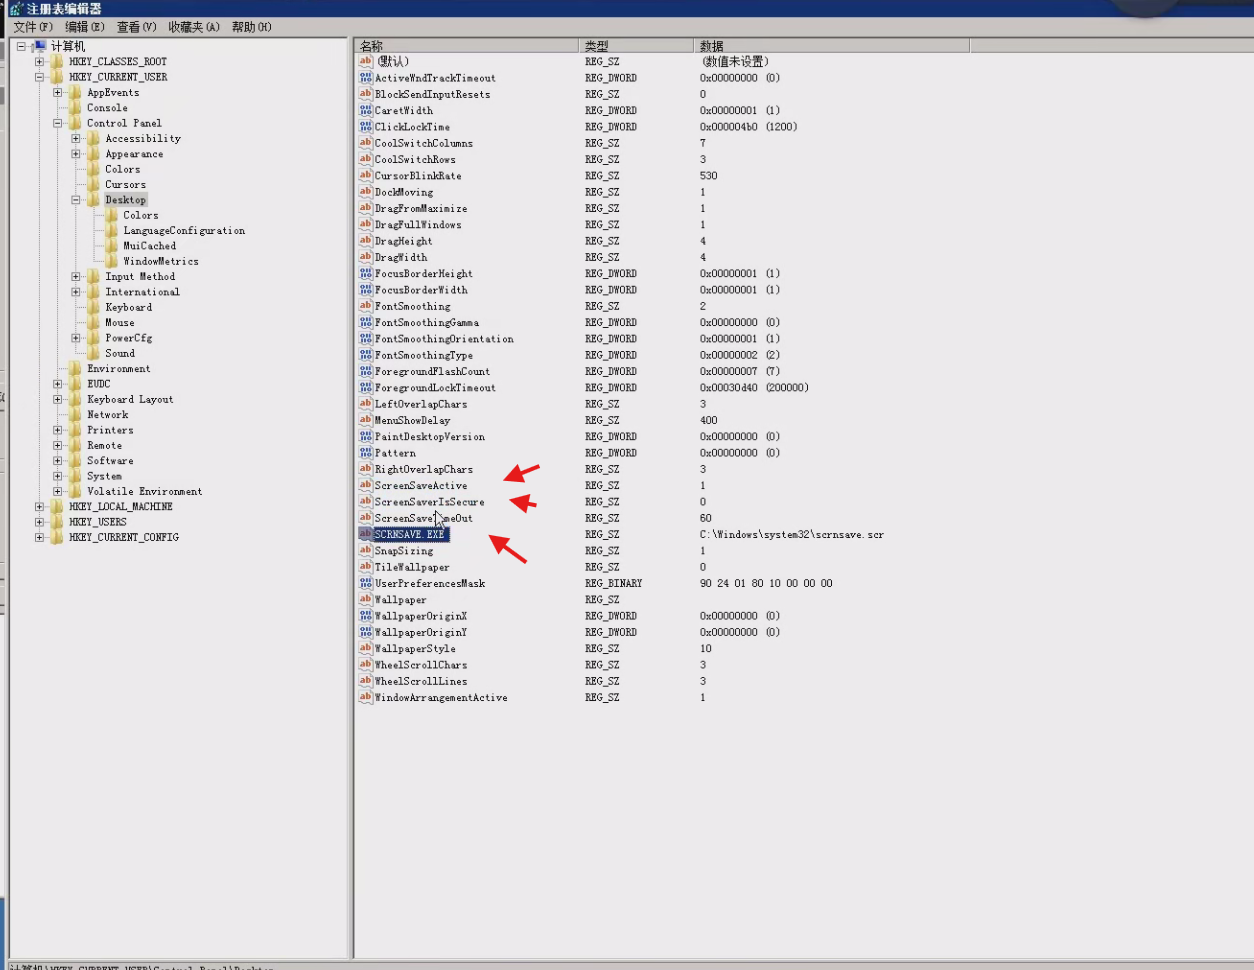 注册表编辑器
文件(F) 编辑(E) 查看(V) 收藏夹(A) 帮助(H)
计算机
HKEY_CLASSES_ROOT
HKEY_CURRENT_USER
AppEvents
Console
Control Panel
Accessibility
Appearance
Colors
Cursors
Desktop
Colors
LanguageConfiguration
MuiCached
WindowMetrics
Input Method
International
Keyboard
Mouse
PowerCfg
Sound
Environment
EUDC
Keyboard Layout
Network
Printers
Remote
Software
System
Volatile Environment
HKEY_LOCAL_MACHINE
HKEY_USERS
HKEY_CURRENT_CONFIG
名称 类型 数据
(默认) REG_SZ (数值未设置)
ActiveWndTrackTimeout REG_DWORD 0x00000000 (0)
BlockSendInputResets REG_SZ 0
CaretWidth REG_DWORD 0x00000001 (1)
ClickLockTime REG_DWORD 0x000004b0 (1200)
CoolSwitchColumns REG_SZ 7
CoolSwitchRows REG_SZ 3
CursorBlinkRate REG_SZ 530
DockMoving REG_SZ 1
DragFromMaximize REG_SZ 1
DragFullWindows REG_SZ 1
DragHeight REG_SZ 4
DragWidth REG_SZ 4
FocusBorderHeight REG_DWORD 0x00000001 (1)
FocusBorderWidth REG_DWORD 0x00000001 (1)
FontSmoothing REG_SZ 2
FontSmoothingGamma REG_DWORD 0x00000000 (0)
FontSmoothingOrientation REG_DWORD 0x00000001 (1)
FontSmoothingType REG_DWORD 0x00000002 (2)
ForegroundFlashCount REG_DWORD 0x00000007 (7)
ForegroundLockTimeout REG_DWORD 0x00030d40 (200000)
LeftOverlapChars REG_SZ 3
MenuShowDelay REG_SZ 400
PaintDesktopVersion REG_DWORD 0x00000000 (0)
Pattern REG_DWORD 0x00000000 (0)
RightOverlapChars REG_SZ 3
ScreenSaveActive REG_SZ 1
ScreenSaverIsSecure REG_SZ 0
REG_SZ 60
SCRNSAVE.EXE REG_SZ C:\Windows\system32\scrnsave.scr
SnapSizing REG_SZ 1
TileWallpaper REG_SZ 0
UserPreferencesMask REG_BINARY 90 24 01 80 10 00 00 00
Wallpaper REG_SZ
WallpaperOriginX REG_DWORD 0x00000000 (0)
WallpaperOriginY REG_DWORD 0x00000000 (0)
WallpaperStyle REG_SZ 10
WheelScrollChars REG_SZ 3
WheelScrollLines REG_SZ 3
WindowArrangementActive REG_SZ 1